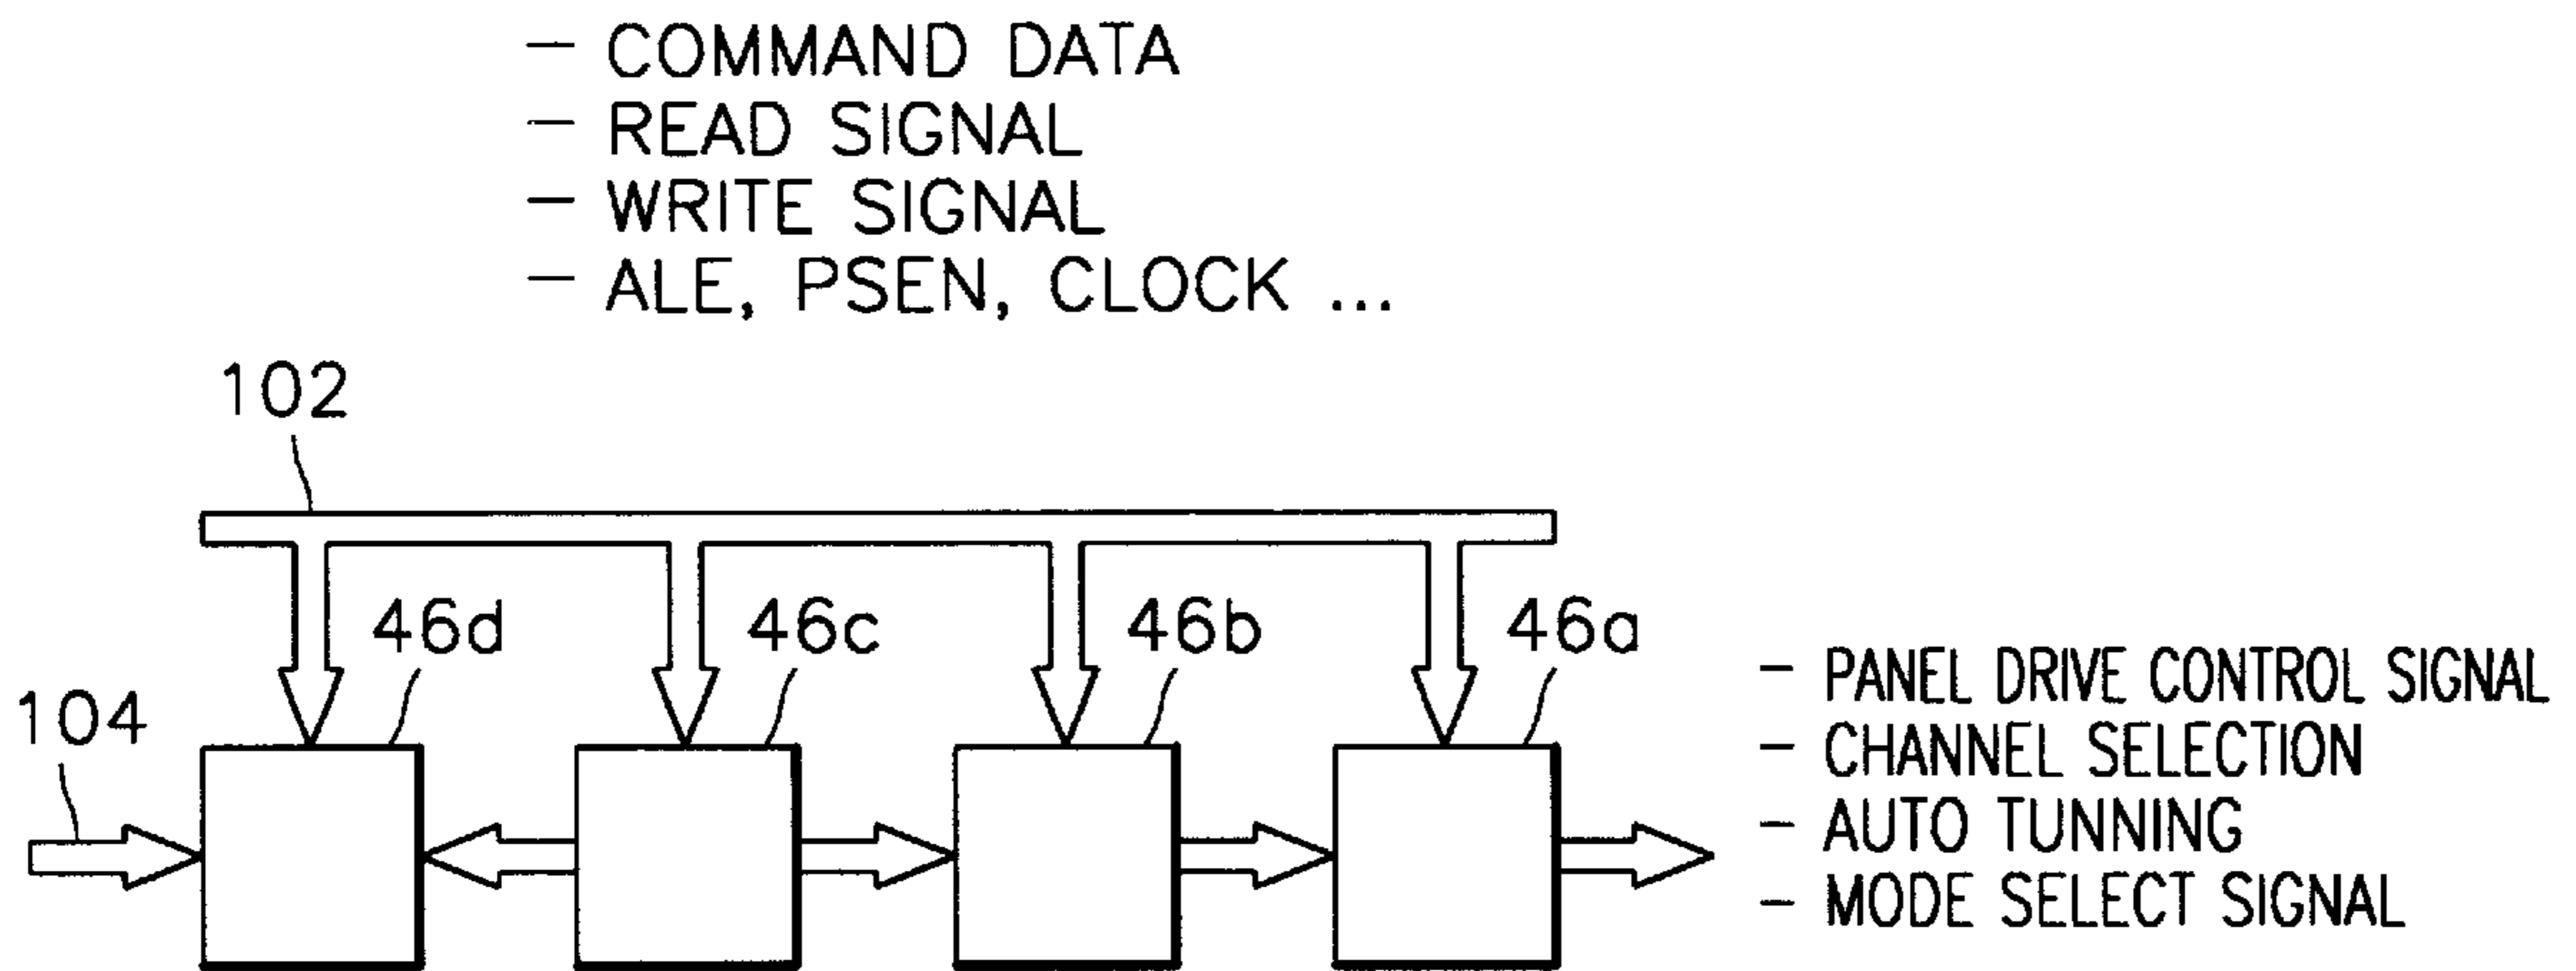 - COMMAND DATA
- READ SIGNAL
- WRITE SIGNAL
- ALE, PSEN, CLOCK ...
102
46d 46c 46b 46a
104
- PANEL DRIVE CONTROL SIGNAL
- CHANNEL SELECTION
- AUTO TUNNING
- MODE SELECT SIGNAL